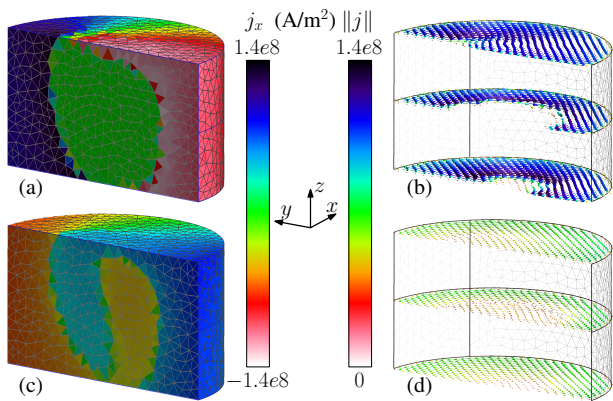 j_x (A/m²) ‖j‖
1.4e8 1.4e8
(a) (b)
z
y x
(c) −1.4e8 0 (d)